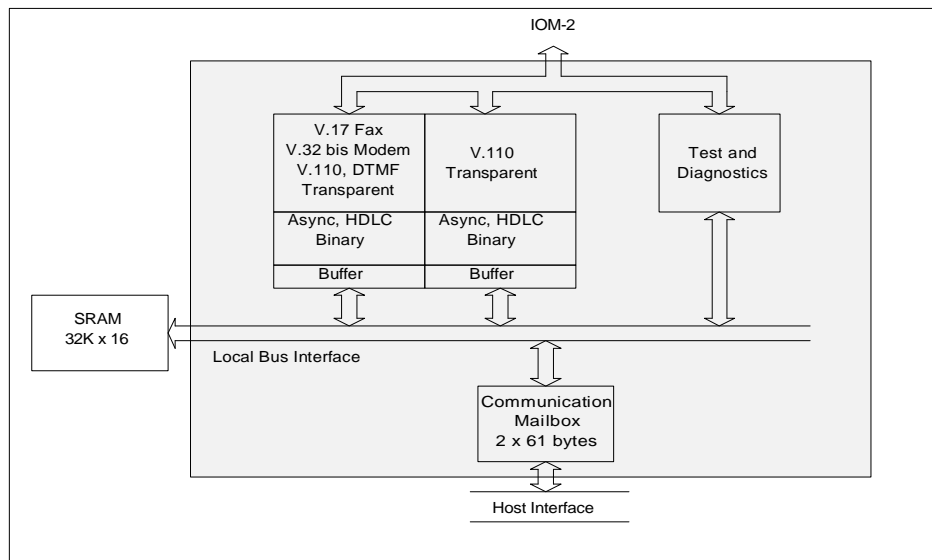 IOM-2
V.17 Fax
V.32 bis Modem
V.110, DTMF
Transparent
V.110
Transparent
Test and
Diagnostics
Async, HDLC
Binary
Async, HDLC
Binary
Buffer
Buffer
SRAM
32K x 16
Local Bus Interface
Communication
Mailbox
2 x 61 bytes
Host Interface